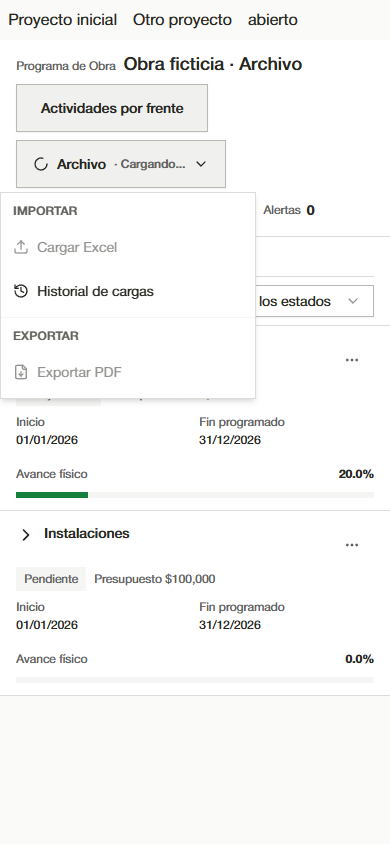 Proyecto inicial Otro proyecto abierto
Programa de Obra Obra ficticia · Archivo
Actividades por frente
Archivo · Cargando...
IMPORTAR
Alertas 0
Cargar Excel
Historial de cargas
los estados
EXPORTAR
Exportar PDF
Inicio Fin programado
01/01/2026 31/12/2026
Avance físico 20.0%
Instalaciones
Pendiente Presupuesto $100,000
Inicio Fin programado
01/01/2026 31/12/2026
Avance físico 0.0%